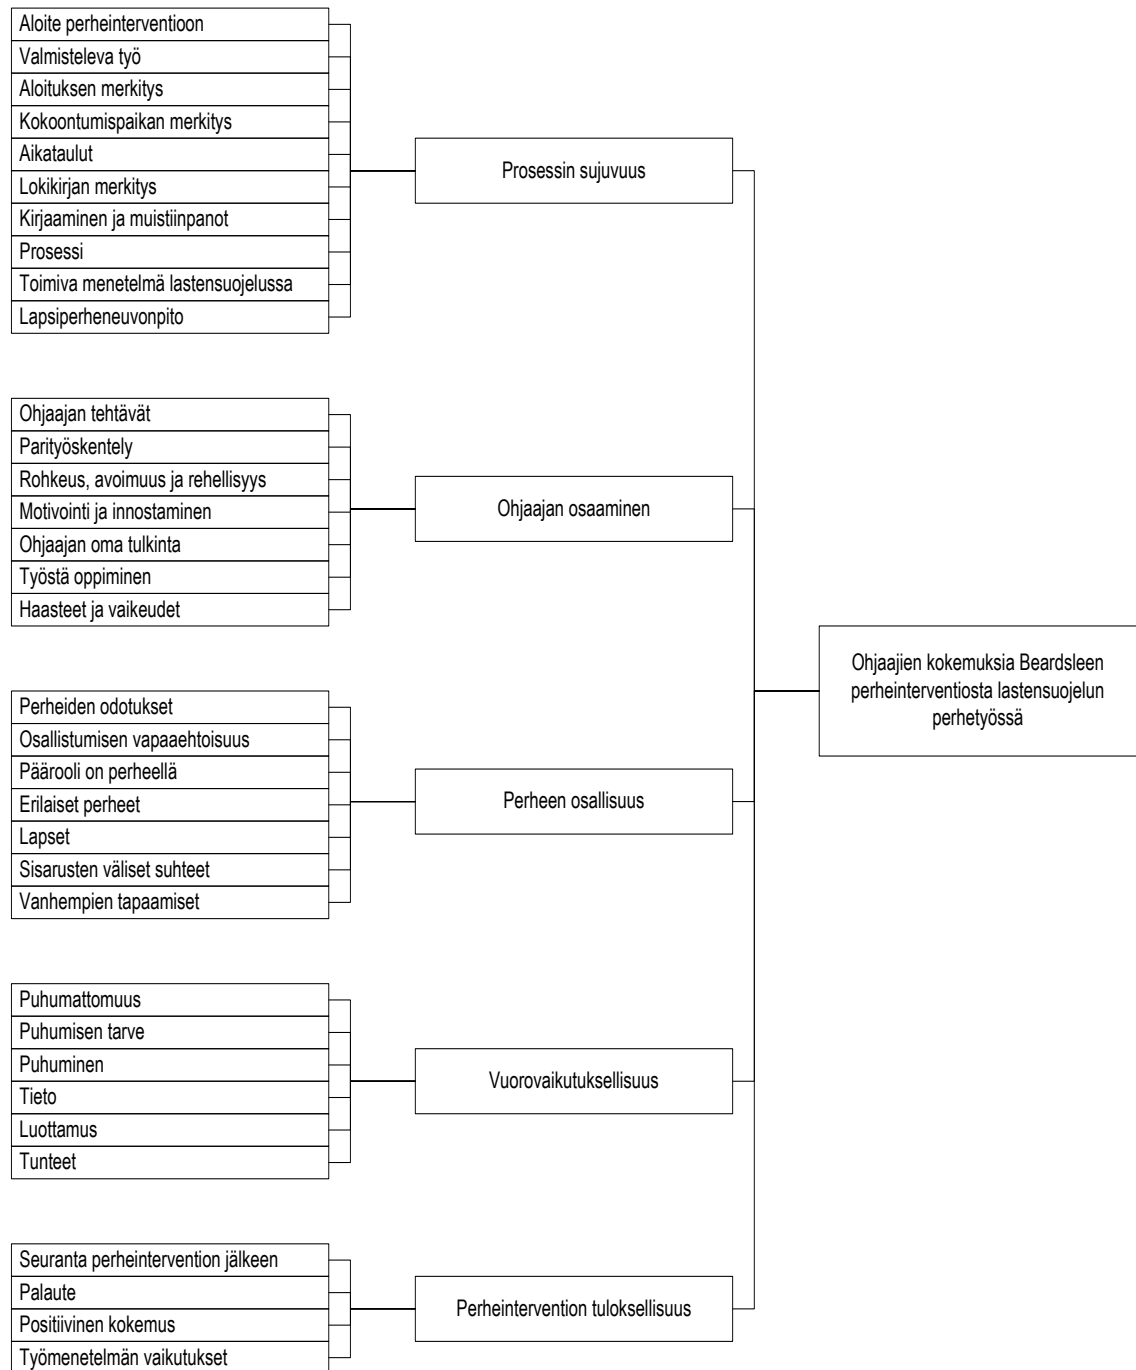 Aloite perheinterventioon
Valmisteleva työ
Aloituksen merkitys
Kokoontumispaikan merkitys
Aikataulut
Lokikirjan merkitys
Kirjaaminen ja muistiinpanot
Prosessi
Toimiva menetelmä lastensuojelussa
Lapsiperheneuvonpito
Prosessin sujuvuus
Ohjaajan tehtävät
Parityöskentely
Rohkeus, avoimuus ja rehellisyys
Motivointi ja innostaminen
Ohjaajan oma tulkinta
Työstä oppiminen
Haasteet ja vaikeudet
Ohjaajan osaaminen
Perheiden odotukset
Osallistumisen vapaaehtoisuus
Päärooli on perheellä
Erilaiset perheet
Lapset
Sisarusten väliset suhteet
Vanhempien tapaamiset
Perheen osallisuus
Puhumattomuus
Puhumisen tarve
Puhuminen
Tieto
Luottamus
Tunteet
Vuorovaikutuksellisuus
Seuranta perheintervention jälkeen
Palaute
Positiivinen kokemus
Työmenetelmän vaikutukset
Perheintervention tuloksellisuus
Ohjaajien kokemuksia Beardsleen
perheinterventiosta lastensuojelun
perhetyössä